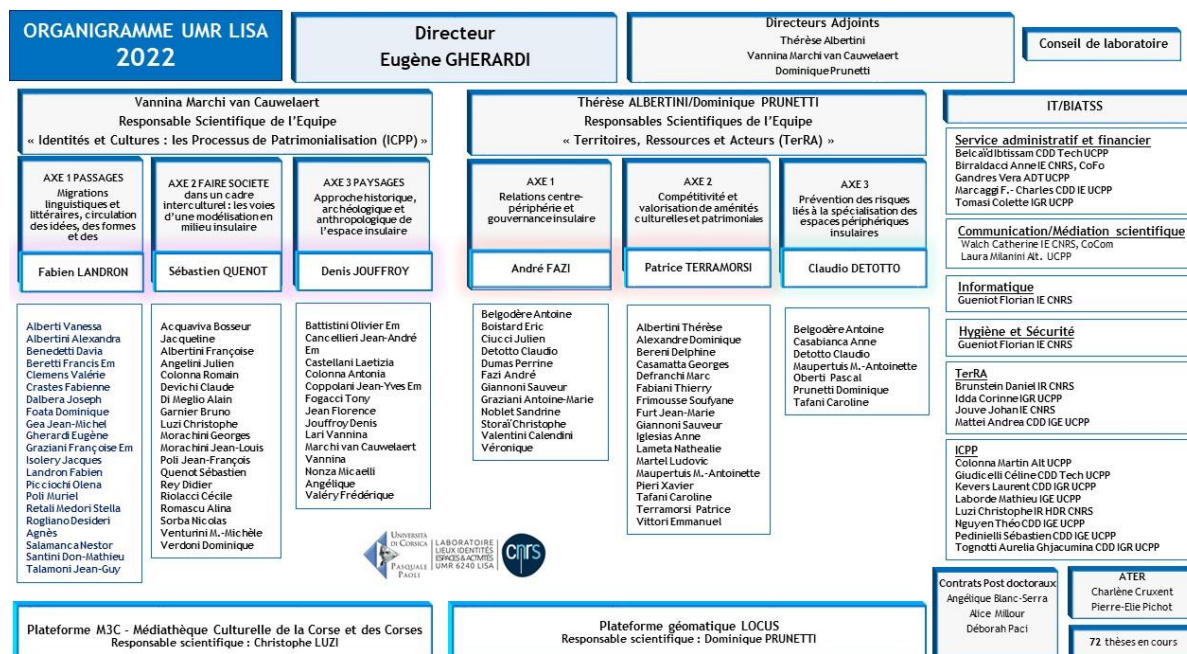 ORGANIGRAMME UMR LISA
2022
Directeur
Eugène GHERARDI
Directeurs Adjoints
Thérèse Albertini
Vannina Marchi van Cauwelaert
Dominique Prunetti
Conseil de laboratoire
Vannina Marchi van Cauwelaert
Responsable Scientifique de l'Equipe
« Identités et Cultures : les Processus de Patrimonialisation (ICPP) »
AXE 1 PASSAGES
Migrations
linguistiques et
littéraires, circulation
des idées, des formes
et des
Fabien LANDRON
Alberti Vanessa
Albertini Alexandra
Benedetti Davia
Beretti Francis Em
Clemens Valérie
Crastes Fabienne
Dalbera Joseph
Foata Dominique
Gea Jean-Michel
Gherardi Eugène
Graziani Françoise Em
Isolery Jacques
Landron Fabien
Picciochi Olena
Poli Muriel
Retali Medori Stella
Rogliano Desideri
Agnès
Salamanca Nestor
Santini Don-Mathieu
Talamoni Jean-Guy
AXE 2 FAIRE SOCIETE
dans un cadre
interculturel : les voies
d'une modélisation en
milieu insulaire
Sébastien QUENOT
Acquaviva Bosseur
Jacqueline
Albertini Françoise
Angelini Julien
Colonna Romain
Devichi Claude
Di Meglio Alain
Garnier Bruno
Luzi Christophe
Morachini Georges
Morachini Jean-Louis
Poli Jean-François
Quenot Sébastien
Rey Didier
Riolacci Cécile
Romascu Alina
Sorba Nicolas
Venturini M.-Michèle
Verdoni Dominique
AXE 3 PAYSAGES
Approche historique,
archéologique et
anthropologique de
l'espace insulaire
Denis JOUFFROY
Battistini Olivier Em
Cancellieri Jean-André
Em
Castellani Laetizia
Colonna Antonia
Coppolani Jean-Yves Em
Fogacci Tony
Jean Florence
Jouffroy Denis
Lari Vannina
Marchi van Cauwelaert
Vannina
Nonza Micaelli
Angélique
Valéry Frédérique
Thérèse ALBERTINI/Dominique PRUNETTI
Responsables Scientifiques de l'Equipe
« Territoires, Ressources et Acteurs (TerRA) »
AXE 1
Relations centre-
périphérie et
gouvernance insulaire
André FAZI
Belgodère Antoine
Boistard Eric
Ciucci Julien
Detotto Claudio
Dumas Perrine
Fazi André
Giannoni Sauveur
Graziani Antoine-Marie
Noblet Sandrine
Storaï Christophe
Valentini Calendini
Véronique
AXE 2
Compétitivité et
valorisation de aménités
culturelles et patrimoniales
Patrice TERRAMORSI
Albertini Thérèse
Alexandre Dominique
Bereni Delphine
Casamatta Georges
Defranchi Marc
Fabiani Thierry
Frimousse Soufyane
Furt Jean-Marie
Giannoni Sauveur
Iglesias Anne
Lameta Nathealie
Martel Ludovic
Maupertuis M.-Antoinette
Pieri Xavier
Tafani Caroline
Terramorsi Patrice
Vittori Emmanuel
AXE 3
Prévention des risques
liés à la spécialisation des
espaces périphériques
insulaires
Claudio DETOTTO
Belgodère Antoine
Casabianca Anne
Detotto Claudio
Maupertuis M.-Antoinette
Oberti Pascal
Prunetti Dominique
Tafani Caroline
IT/BIATSS
Service administratif et financier
Belcaïd Ibtissam CDD Tech UCPP
Birraldacci Anne IE CNRS, CoFo
Gandres Vera ADT UCPP
Marcaggi F.- Charles CDD IE UCPP
Tomasi Colette IGR UCPP
Communication/Médiation scientifique
Walch Catherine IE CNRS, CoCom
Laura Milanini Alt. UCPP
Informatique
Gueniot Florian IE CNRS
Hygiène et Sécurité
Gueniot Florian IE CNRS
TerRA
Brunstein Daniel IR CNRS
Idda Corinne IGR UCPP
Jouve Johan IE CNRS
Mattei Andrea CDD IGE UCPP
ICPP
Colonna Martin Alt UCPP
Giudicelli Céline CDD Tech UCPP
Kevers Laurent CDD IGR UCPP
Laborde Mathieu IGE UCPP
Luzi Christophe IR HDR CNRS
Nguyen Théo CDD IGE UCPP
Pedinielli Sébastien CDD IGE UCPP
Tognotti Aurelia Ghjacumina CDD IGR UCPP
UNIVERSITÀ
DI CORSICA
PASQUALE
PAOLI
LABORATOIRE
LIEUX IDENTITÉS
ESPACES & ACTIVITÉS
UMR 6240 LISA
cnrs
Contrats Post doctoraux
Angélique Blanc-Serra
Alice Millour
Déborah Paci
ATER
Charlène Cruxent
Pierre-Elie Pichot
72 thèses en cours
Plateforme M3C - Médiathèque Culturelle de la Corse et des Corses
Responsable scientifique : Christophe LUZI
Plateforme géomatique LOCUS
Responsable scientifique : Dominique PRUNETTI